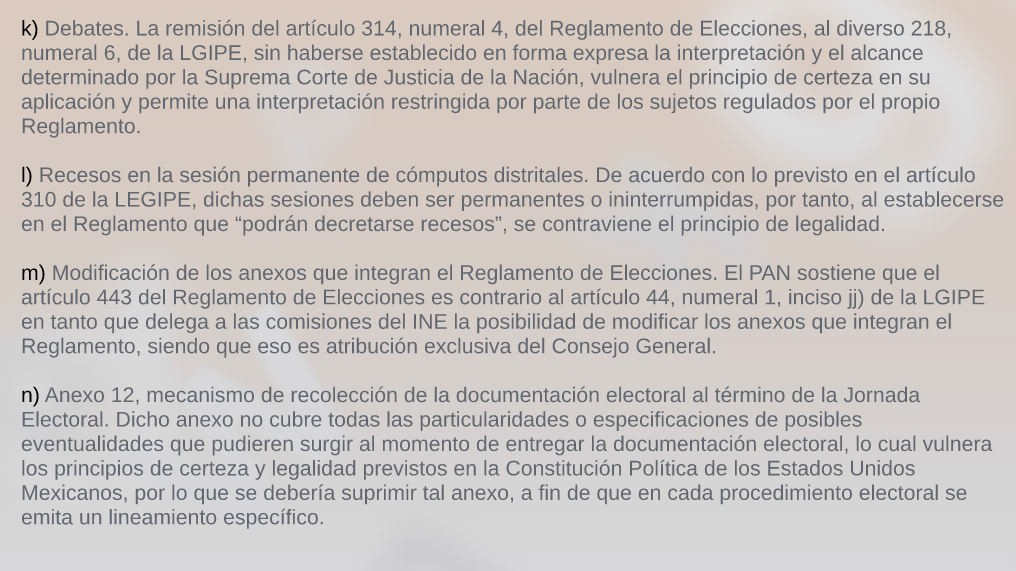 k) Debates. La remisión del artículo 314, numeral 4, del Reglamento de Elecciones, al diverso 218,
numeral 6, de la LGIPE, sin haberse establecido en forma expresa la interpretación y el alcance
determinado por la Suprema Corte de Justicia de la Nación, vulnera el principio de certeza en su
aplicación y permite una interpretación restringida por parte de los sujetos regulados por el propio
Reglamento.
l) Recesos en la sesión permanente de cómputos distritales. De acuerdo con lo previsto en el artículo
310 de la LEGIPE, dichas sesiones deben ser permanentes o ininterrumpidas, por tanto, al establecerse
en el Reglamento que “podrán decretarse recesos”, se contraviene el principio de legalidad.
m) Modificación de los anexos que integran el Reglamento de Elecciones. El PAN sostiene que el
artículo 443 del Reglamento de Elecciones es contrario al artículo 44, numeral 1, inciso jj) de la LGIPE
en tanto que delega a las comisiones del INE la posibilidad de modificar los anexos que integran el
Reglamento, siendo que eso es atribución exclusiva del Consejo General.
n) Anexo 12, mecanismo de recolección de la documentación electoral al término de la Jornada
Electoral. Dicho anexo no cubre todas las particularidades o especificaciones de posibles
eventualidades que pudieren surgir al momento de entregar la documentación electoral, lo cual vulnera
los principios de certeza y legalidad previstos en la Constitución Política de los Estados Unidos
Mexicanos, por lo que se debería suprimir tal anexo, a fin de que en cada procedimiento electoral se
emita un lineamiento específico.